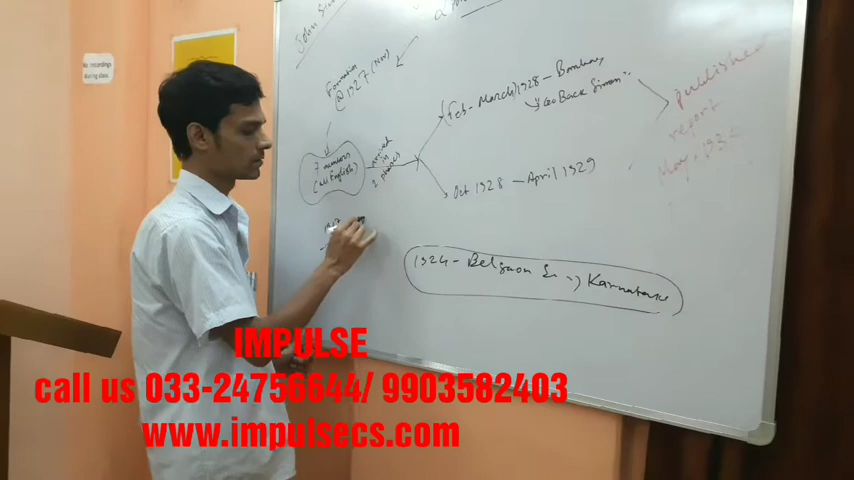 No recordings
during class
John
Formation
@ 1927 (Nov)
7 members
(all English)
arrived
in
2 phases
(Feb - March) 1928 - Bombay
Go Back Simon
Oct 1928 - April 1929
published
report
May, 193
1924 - Belgaon Karnataka
IMPULSE
call us 033-24756644/ 9903582403
www.impulsecs.com